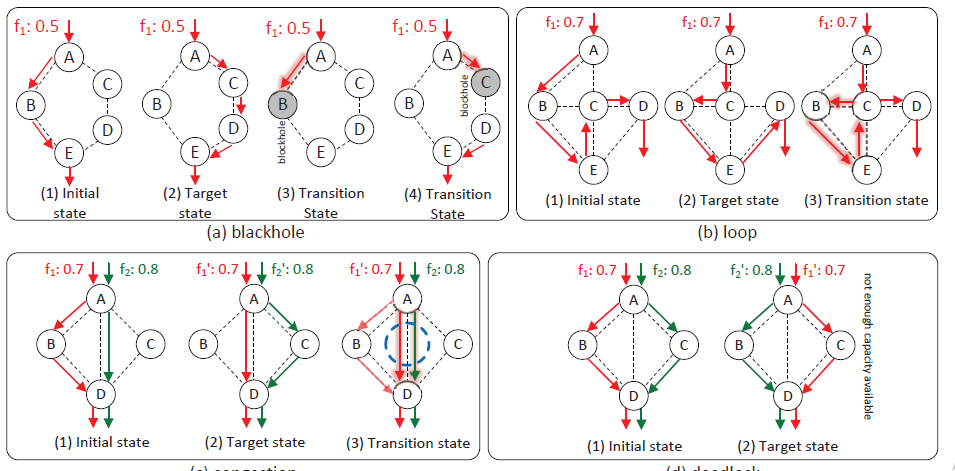 f₁: 0.5
A
B
C
D
E
(1) Initial
state
f₁: 0.5
A
B
C
D
E
(2) Target
state
f₁: 0.5
A
B
C
D
E
blockhole
(3) Transition
State
f₁: 0.5
A
B
C
D
E
blockhole
(4) Transition
State
(a) blackhole
f₁: 0.7
A
B
C
D
E
(1) Initial state
f₁: 0.7
A
B
C
D
E
(2) Target state
f₁: 0.7
A
B
C
D
E
(3) Transition state
(b) loop
f₁: 0.7 f₂: 0.8
A
B
C
D
(1) Initial state
f₁': 0.7 f₂': 0.8
A
B
C
D
(2) Target state
f₁': 0.7 f₂: 0.8
A
B
C
D
(3) Transition state
(c) congestion
f₁: 0.7 f₂: 0.8
A
B
C
D
(1) Initial state
f₂': 0.8 f₁': 0.7
A
B
C
D
(2) Target state
not enough capacity available
(d) deadlock